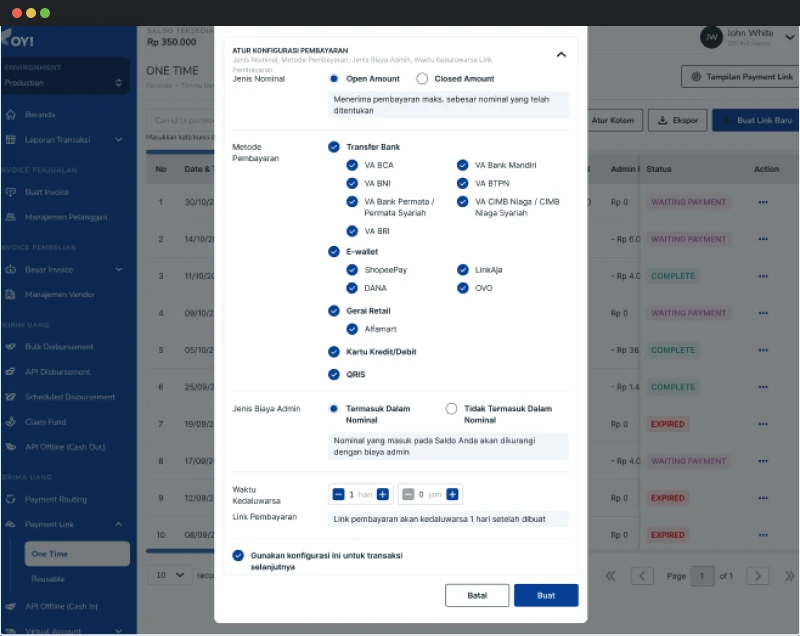 OY!
SALDO TERSEDIA
Rp 350.000
John White
JW
OY! Indonesia
ENVIRONMENT
Production
Beranda
Laporan Transaksi
INVOICE PENJUALAN
Buat Invoice
Manajemen Pelanggan
INVOICE PEMBELIAN
Bayar Invoice
Manajemen Vendor
KIRIM UANG
Bulk Disbursement
API Disbursement
Scheduled Disbursement
Claim Fund
API Offline (Cash Out)
TERIMA UANG
Payment Routing
Payment Link
One Time
Reusable
API Offline (Cash In)
Virtual Account
ONE TIME
Beranda
Tampilan Payment Link
Cari id tx partner
Masukkan kata kunci
Atur Kolom
Ekspor
Buat Link Baru
No Date & Admin Status Action
1 30/10/2 Rp 0 WAITING PAYMENT
2 14/10/2 - Rp 6.0 WAITING PAYMENT
3 11/10/2 - Rp 4.0 COMPLETE
4 09/10/2 Rp 0 WAITING PAYMENT
5 05/10/2 - Rp 36. COMPLETE
6 25/09/2 - Rp 1.4 COMPLETE
7 19/09/2 Rp 0 EXPIRED
8 17/09/2 - Rp 4.0 WAITING PAYMENT
9 12/09/2 Rp 0 EXPIRED
10 08/09/2 Rp 0 EXPIRED
10
Page 1 of 1
ATUR KONFIGURASI PEMBAYARAN
Jenis Nominal, Metode Pembayaran, Jenis Biaya Admin, Waktu Kedaluwarsa Link
Pembayaran
Jenis Nominal
Open Amount Closed Amount
Menerima pembayaran maks. sebesar nominal yang telah
ditentukan
Metode
Pembayaran
Transfer Bank
VA BCA VA Bank Mandiri
VA BNI VA BTPN
VA Bank Permata /
Permata Syariah
VA CIMB Niaga / CIMB
Niaga Syariah
VA BRI
E-wallet
ShopeePay LinkAja
DANA OVO
Gerai Retail
Alfamart
Kartu Kredit/Debit
QRIS
Jenis Biaya Admin
Termasuk Dalam
Nominal
Tidak Termasuk Dalam
Nominal
Nominal yang masuk pada Saldo Anda akan dikurangi
dengan biaya admin
Waktu
Kedaluwarsa
Link Pembayaran
1 hari 0 jam
Link pembayaran akan kedaluwarsa 1 hari setelah dibuat
Gunakan konfigurasi ini untuk transaksi
selanjutnya
Batal Buat